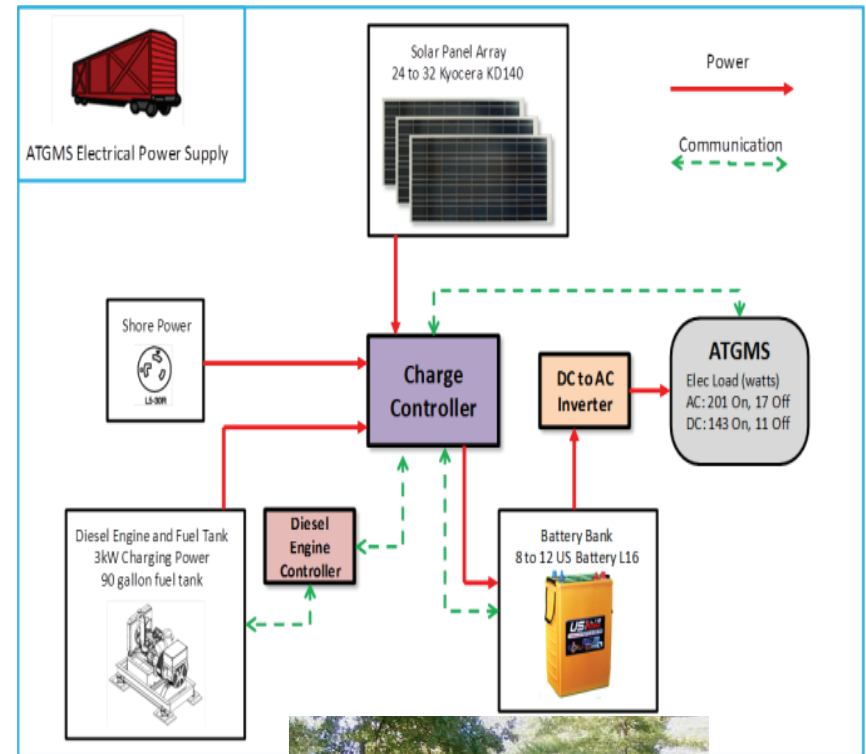 ATGMS Electrical Power Supply
Solar Panel Array
24 to 32 Kyocera KD140
Power
Communication
Shore Power
L5-30R
Charge
Controller
DC to AC
Inverter
ATGMS
Elec Load (watts)
AC: 201 On, 17 Off
DC: 143 On, 11 Off
Diesel Engine and Fuel Tank
3kW Charging Power
90 gallon fuel tank
Diesel
Engine
Controller
Battery Bank
8 to 12 US Battery L16
US